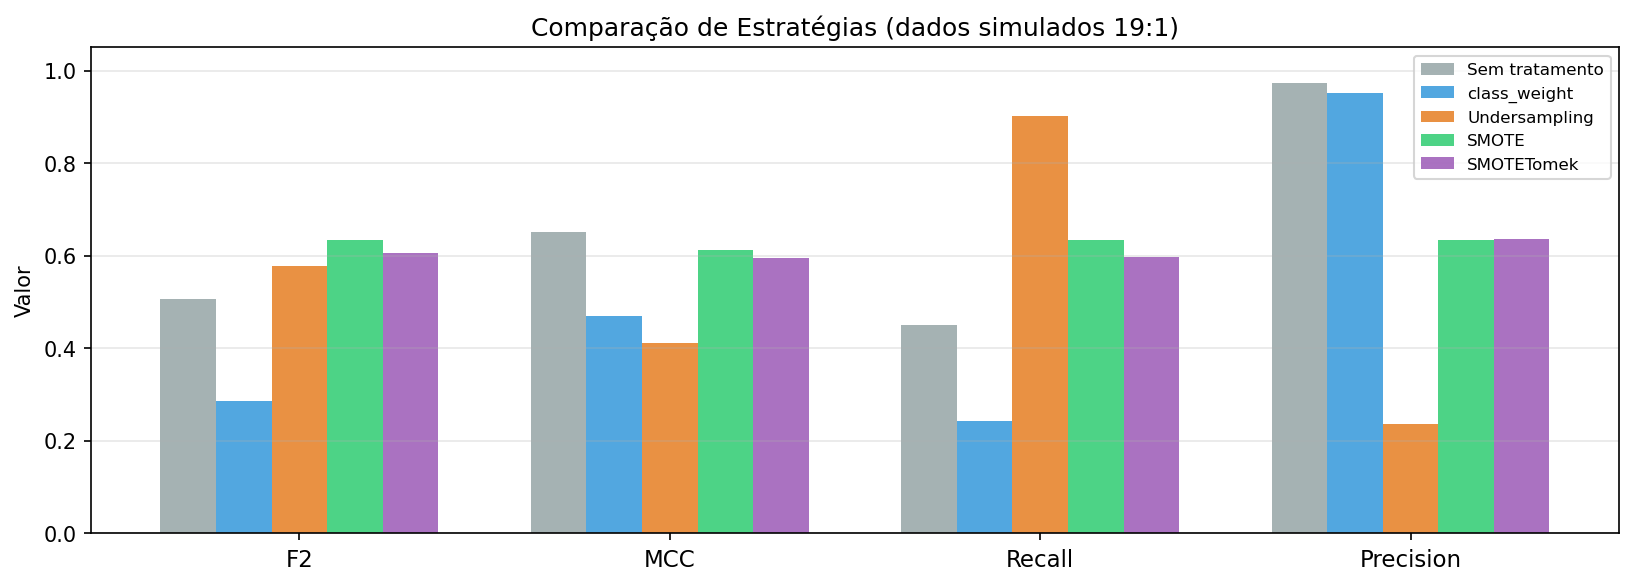 Comparação de Estratégias (dados simulados 19:1)
Valor
1.0
0.8
0.6
0.4
0.2
0.0
Sem tratamento
class_weight
Undersampling
SMOTE
SMOTETomek
F2
MCC
Recall
Precision